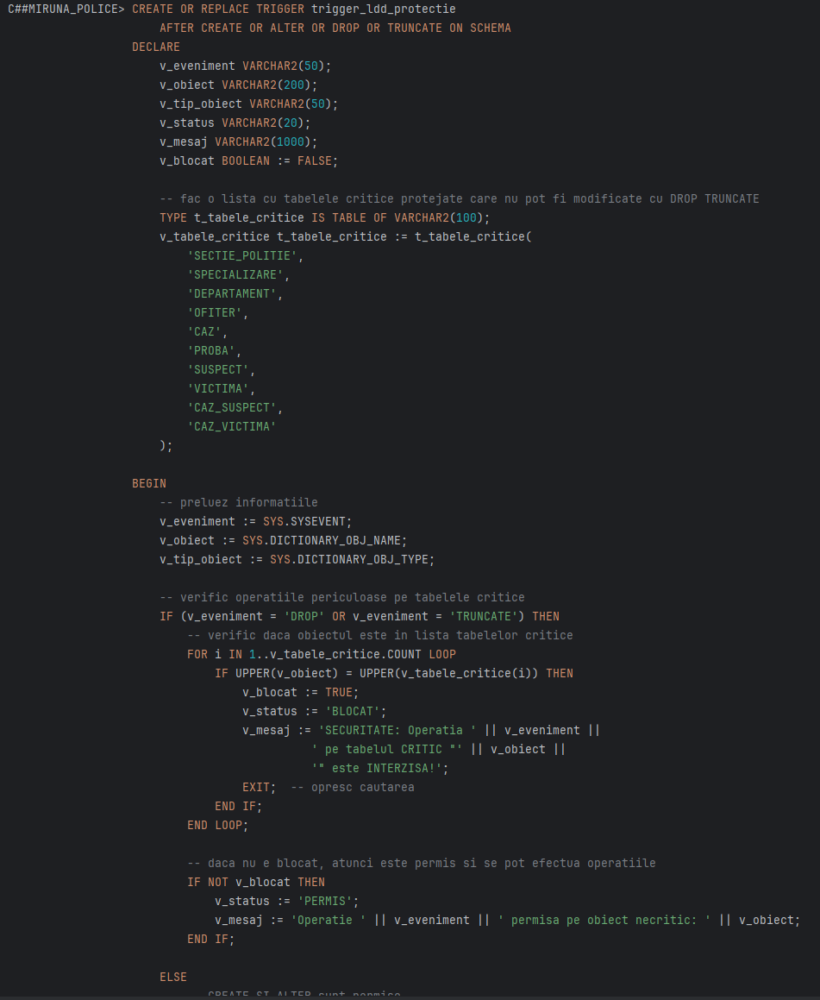 C##MIRUNA_POLICE> CREATE OR REPLACE TRIGGER trigger_ldd_protectie
AFTER CREATE OR ALTER OR DROP OR TRUNCATE ON SCHEMA
DECLARE
v_eveniment VARCHAR2(50);
v_obiect VARCHAR2(200);
v_tip_obiect VARCHAR2(50);
v_status VARCHAR2(20);
v_mesaj VARCHAR2(1000);
v_blocat BOOLEAN := FALSE;
-- fac o lista cu tabelele critice protejate care nu pot fi modificate cu DROP TRUNCATE
TYPE t_tabele_critice IS TABLE OF VARCHAR2(100);
v_tabele_critice t_tabele_critice := t_tabele_critice(
'SECTIE_POLITIE',
'SPECIALIZARE',
'DEPARTAMENT',
'OFITER',
'CAZ',
'PROBA',
'SUSPECT',
'VICTIMA',
'CAZ_SUSPECT',
'CAZ_VICTIMA'
);
BEGIN
-- preluez informatiile
v_eveniment := SYS.SYSEVENT;
v_obiect := SYS.DICTIONARY_OBJ_NAME;
v_tip_obiect := SYS.DICTIONARY_OBJ_TYPE;
-- verific operatiile periculoase pe tabelele critice
IF (v_eveniment = 'DROP' OR v_eveniment = 'TRUNCATE') THEN
-- verific daca obiectul este in lista tabelelor critice
FOR i IN 1..v_tabele_critice.COUNT LOOP
IF UPPER(v_obiect) = UPPER(v_tabele_critice(i)) THEN
v_blocat := TRUE;
v_status := 'BLOCAT';
v_mesaj := 'SECURITATE: Operatia ' || v_eveniment ||
' pe tabelul CRITIC "' || v_obiect ||
'" este INTERZISA!';
EXIT;  -- opresc cautarea
END IF;
END LOOP;
-- daca nu e blocat, atunci este permis si se pot efectua operatiile
IF NOT v_blocat THEN
v_status := 'PERMIS';
v_mesaj := 'Operatie ' || v_eveniment || ' permisa pe obiect necritic: ' || v_obiect;
END IF;
ELSE
CREATE SI ALTER sunt permise